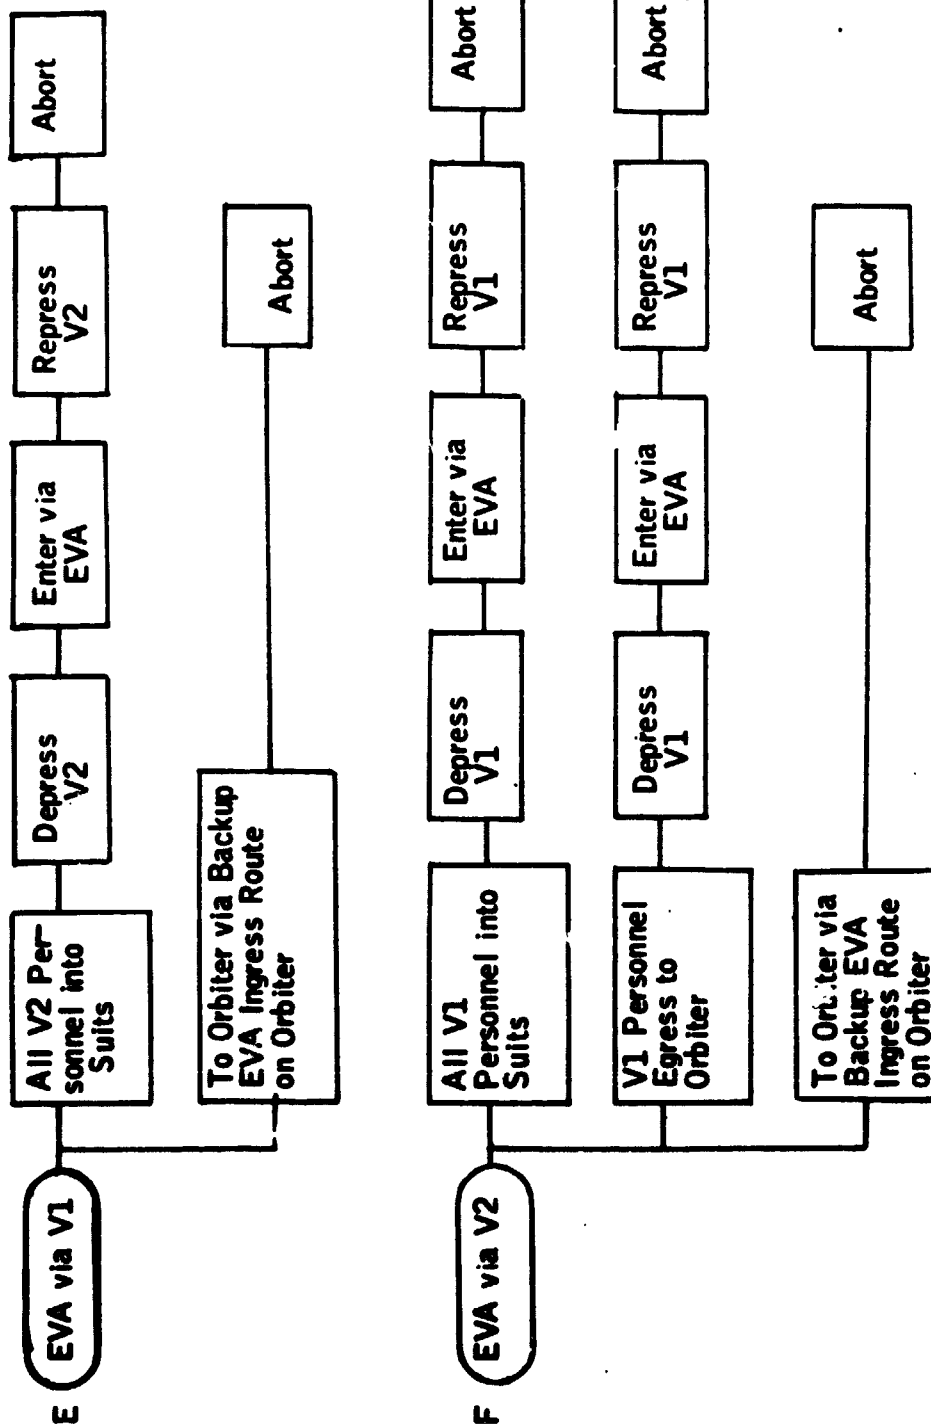 E
EVA via V1
All V2 Per-
sonnel into
Suits
Depress
V2
Enter via
EVA
Repress
V2
Abort
To Orbiter via Backup
EVA Ingress Route
on Orbiter
Abort
F
EVA via V2
All V1
Personnel into
Suits
Depress
V1
Enter via
EVA
Repress
V1
Abort
V1 Personnel
Egress to
Orbiter
Depress
V1
Enter via
EVA
Repress
V1
Abort
To Orbiter via
Backup EVA
Ingress Route
on Orbiter
Abort